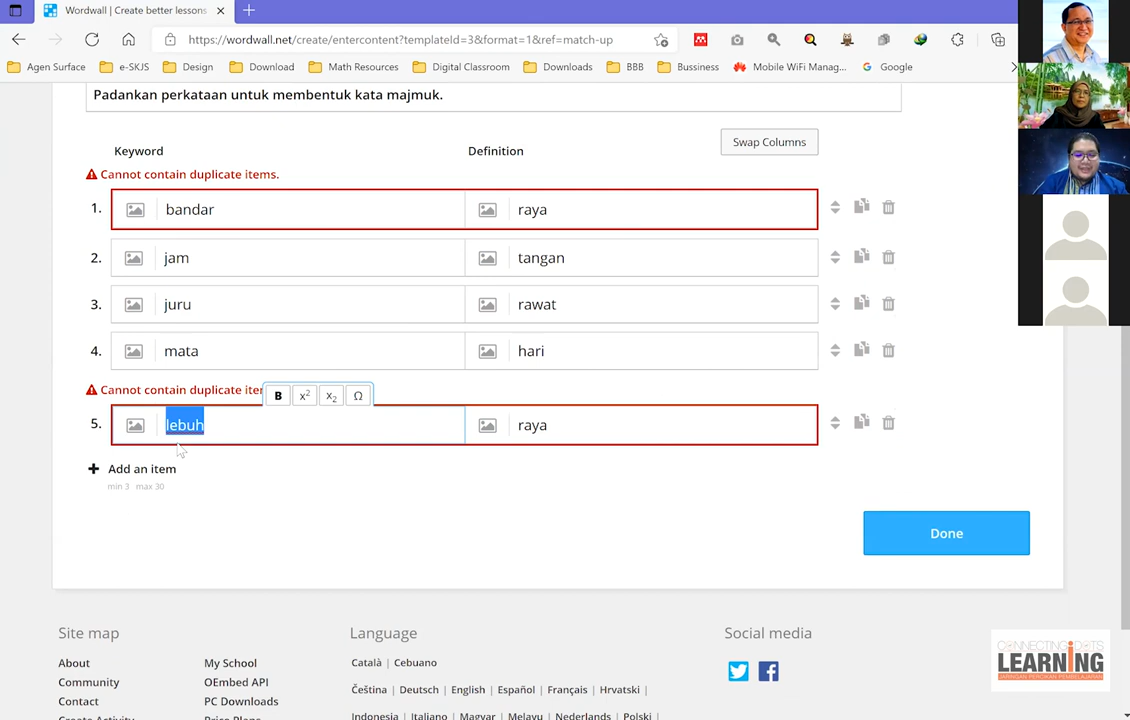 Wordwall | Create better lessons
https://wordwall.net/create/entercontent?templateId=3&format=1&ref=match-up
Agen Surface
e-SKJS
Design
Download
Math Resources
Digital Classroom
Downloads
BBB
Bussiness
Mobile WiFi Manag...
Google
Padankan perkataan untuk membentuk kata majmuk.
Keyword
Definition
Swap Columns
Cannot contain duplicate items.
1. bandar raya
2. jam tangan
3. juru rawat
4. mata hari
Cannot contain duplicate iter
B x² x₂ Ω
5. lebuh raya
Add an item
min 3 max 30
Done
Site map
Language
Social media
About
My School
Català | Cebuano
Community
OEmbed API
Čeština | Deutsch | English | Español | Français | Hrvatski |
Contact
PC Downloads
Create Activity
Price Plans
Indonesia | Italiano | Magyar | Melayu | Nederlands | Polski |
CONNECTING DOTS
LEARNING
JARINGAN PERCIKAN PEMBELAJARAN